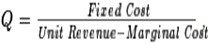 Q = Fixed Cost / Unit Revenue-Marginal Cost